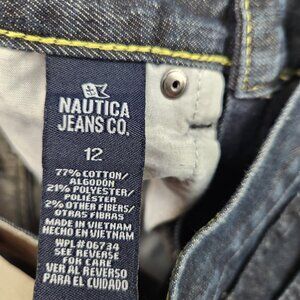 NAUTICA
JEANS CO.
12
77% COTTON/
ALGODÓN
21% POLYESTER/
POLIÉSTER
2% OTHER FIBERS/
OTRAS FIBRAS
MADE IN VIETNAM
HECHO EN VIETNAM
WPL#06734
SEE REVERSE
FOR CARE
VER AL REVERSO
PARA EL CUIDADO